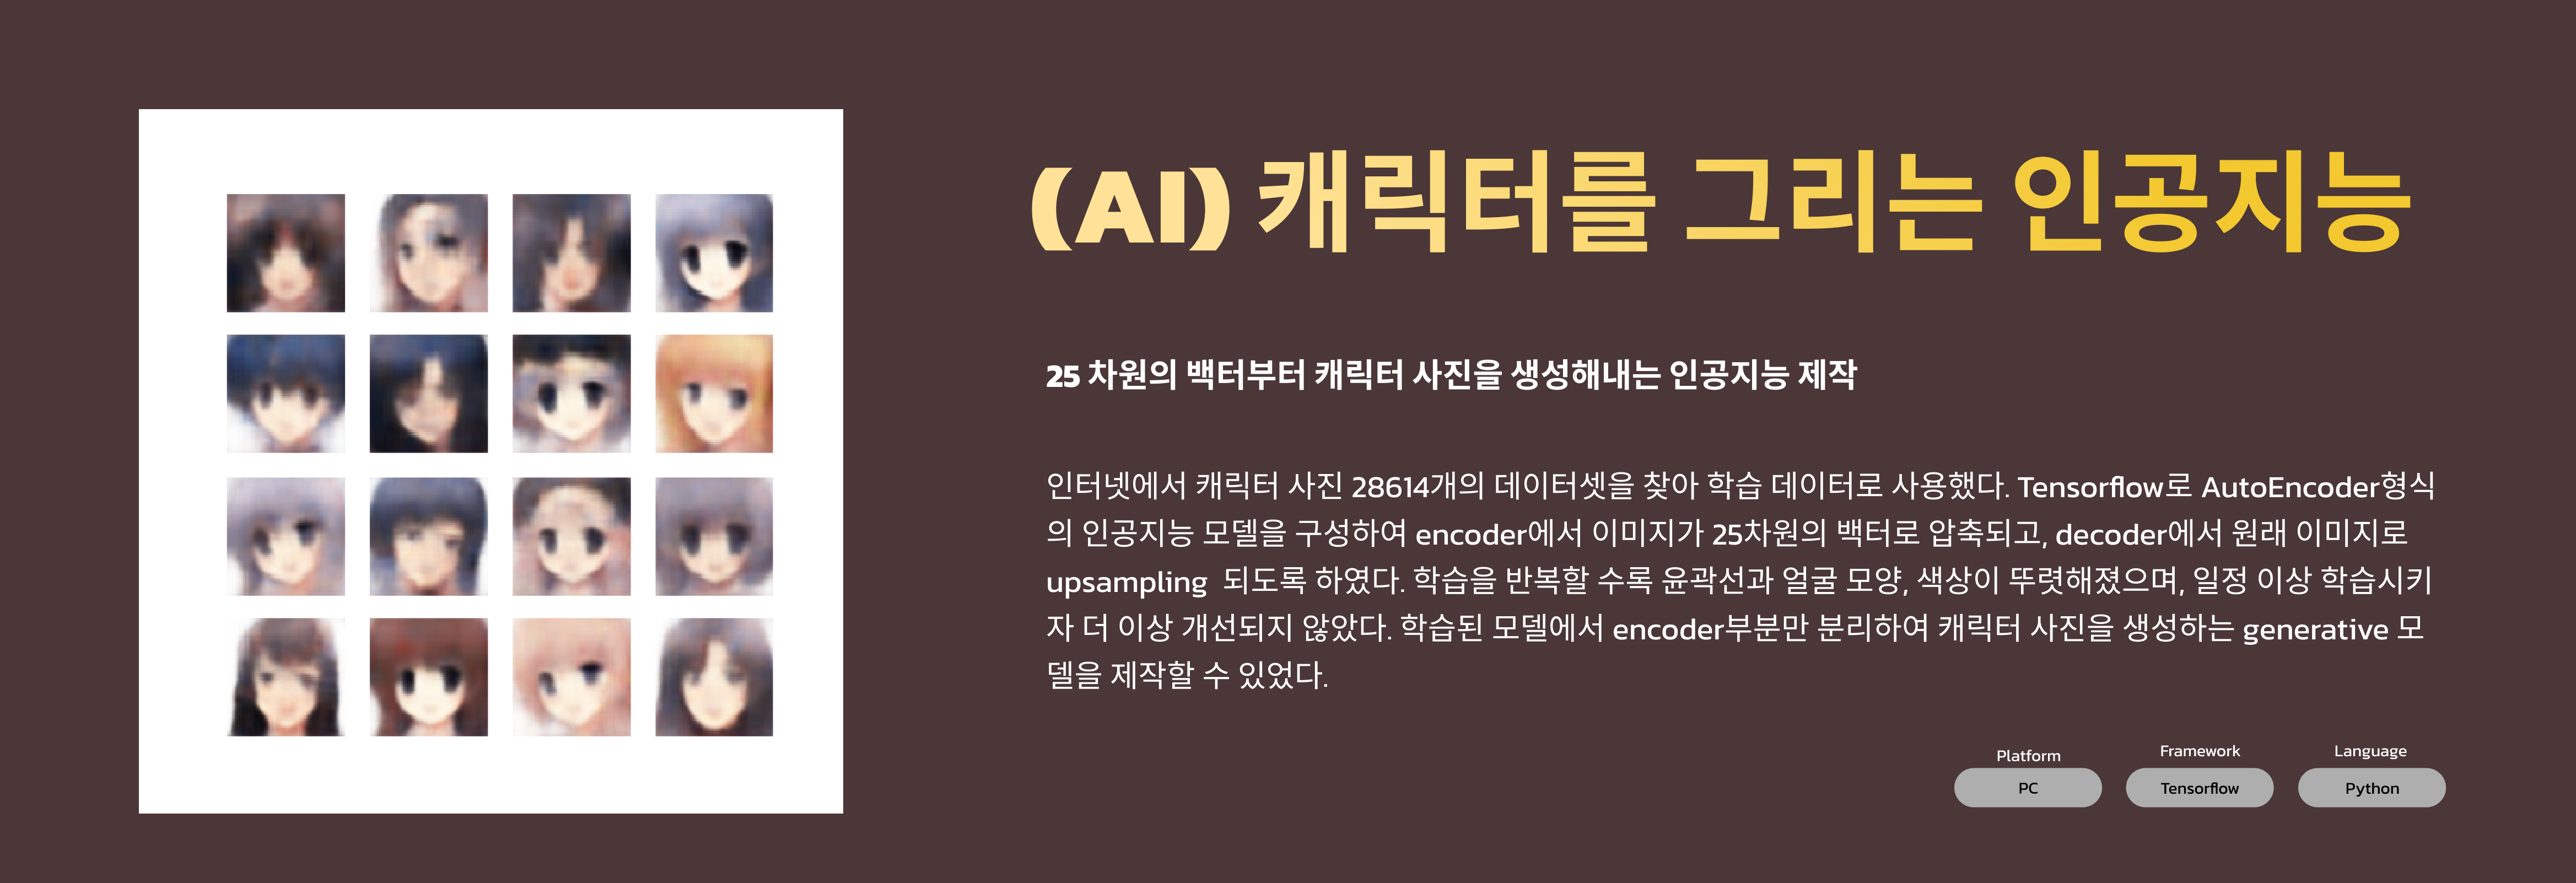 (AI) 캐릭터를 그리는 인공지능
25 차원의 백터부터 캐릭터 사진을 생성해내는 인공지능 제작
인터넷에서 캐릭터 사진 28614개의 데이터셋을 찾아 학습 데이터로 사용했다. Tensorflow로 AutoEncoder형식
의 인공지능 모델을 구성하여 encoder에서 이미지가 25차원의 백터로 압축되고, decoder에서 원래 이미지로
upsampling 되도록 하였다. 학습을 반복할 수록 윤곽선과 얼굴 모양, 색상이 뚜렷해졌으며, 일정 이상 학습시키
자 더 이상 개선되지 않았다. 학습된 모델에서 encoder부분만 분리하여 캐릭터 사진을 생성하는 generative 모
델을 제작할 수 있었다.
Platform Framework Language
PC Tensorflow Python